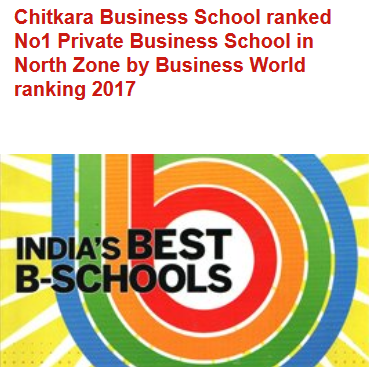 Chitkara Business School ranked
No1 Private Business School in
North Zone by Business World
ranking 2017
INDIA'S BEST
B-SCHOOLS